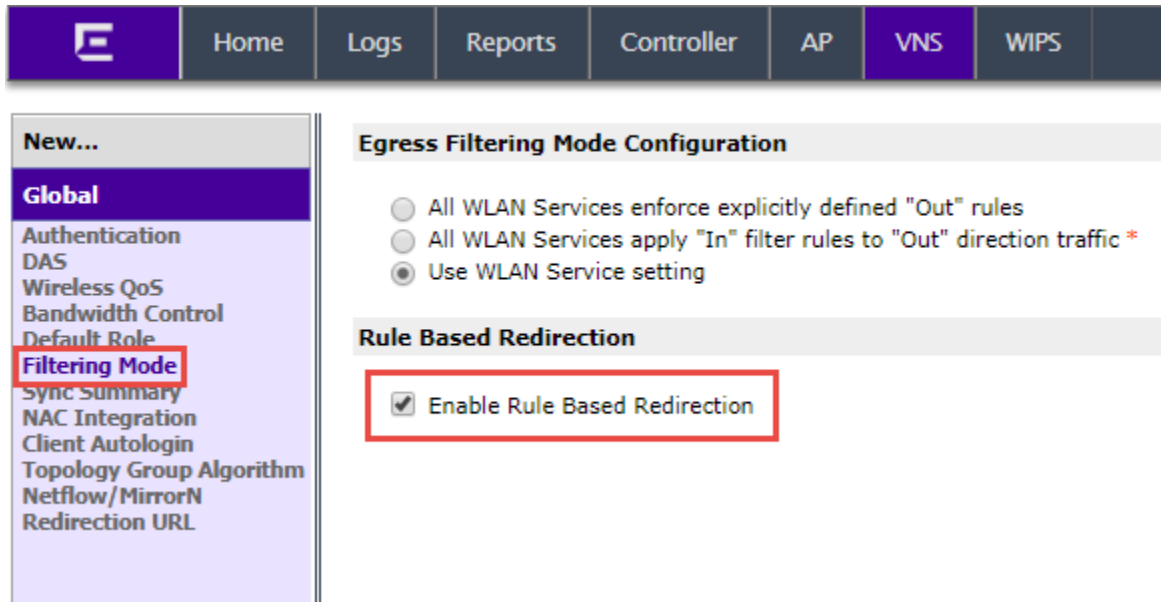 Home Logs Reports Controller AP VNS WIPS
New...
Global
Authentication
DAS
Wireless QoS
Bandwidth Control
Default Role
Filtering Mode
Sync Summary
NAC Integration
Client Autologin
Topology Group Algorithm
Netflow/MirrorN
Redirection URL
Egress Filtering Mode Configuration
All WLAN Services enforce explicitly defined "Out" rules
All WLAN Services apply "In" filter rules to "Out" direction traffic *
Use WLAN Service setting
Rule Based Redirection
Enable Rule Based Redirection